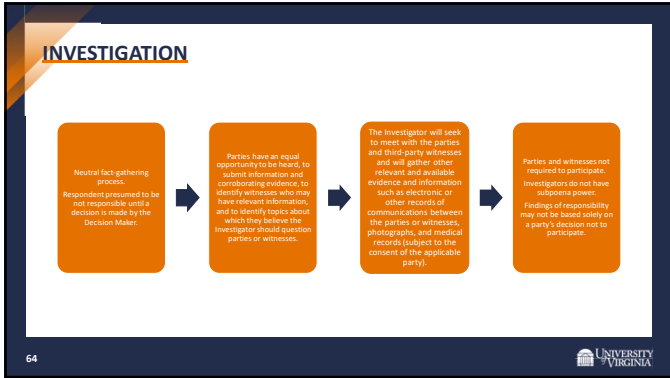 INVESTIGATION
Neutral fact-gathering
process.
Respondent presumed to be
not responsible until a
decision is made by the
Decision Maker.
Parties have an equal
opportunity to be heard, to
submit information and
corroborating evidence, to
identify witnesses who may
have relevant information,
and to identify topics about
which they believe the
Investigator should question
parties or witnesses.
The Investigator will seek
to meet with the parties
and third-party witnesses
and will gather other
relevant and available
evidence and information
such as electronic or
other records of
communications between
the parties or witnesses,
photographs, and medical
records (subject to the
consent of the applicable
party).
Parties and witnesses not
required to participate.
Investigators do not have
subpoena power.
Findings of responsibility
may not be based solely on
a party's decision not to
participate.
64
UNIVERSITY
of VIRGINIA